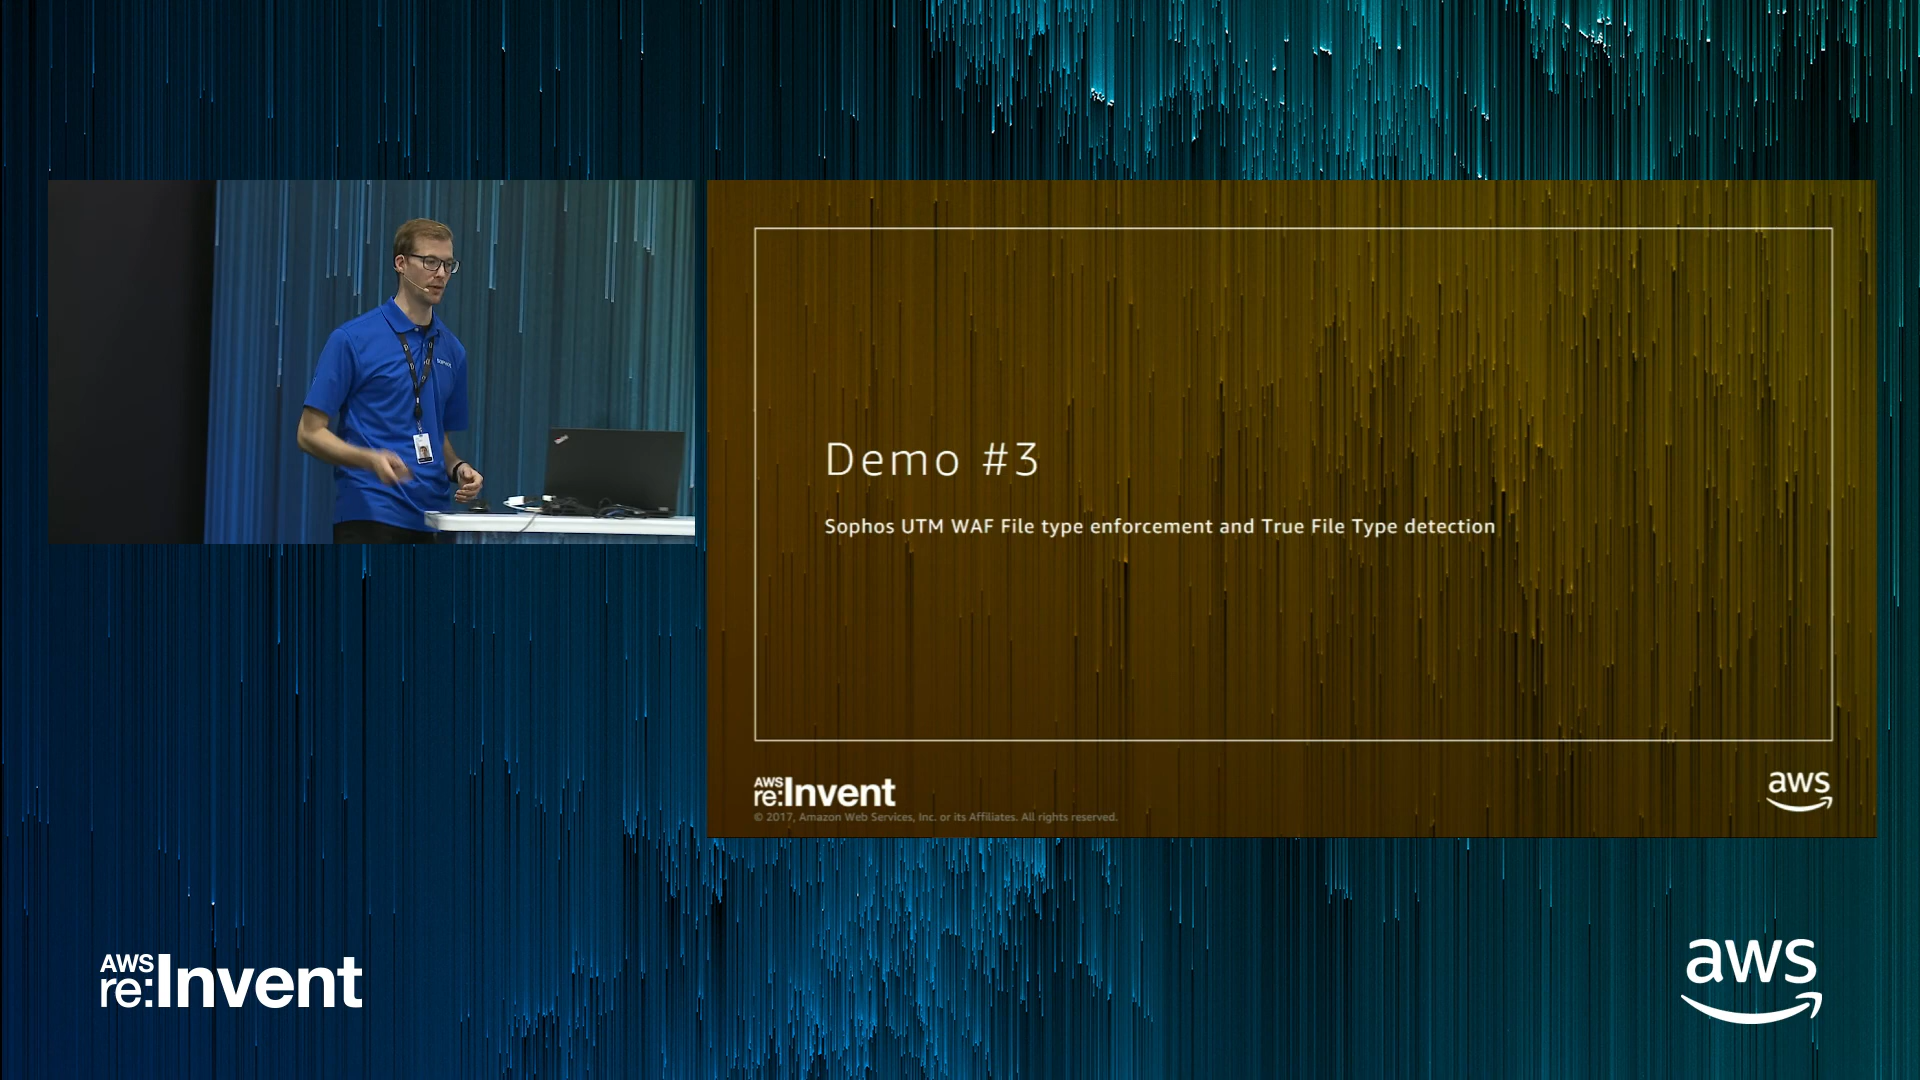 Demo #3
Sophos UTM WAF File type enforcement and True File Type detection
AWS
re:Invent
aws
© 2017, Amazon Web Services, Inc. or its Affiliates. All rights reserved.
AWS
re:Invent
aws